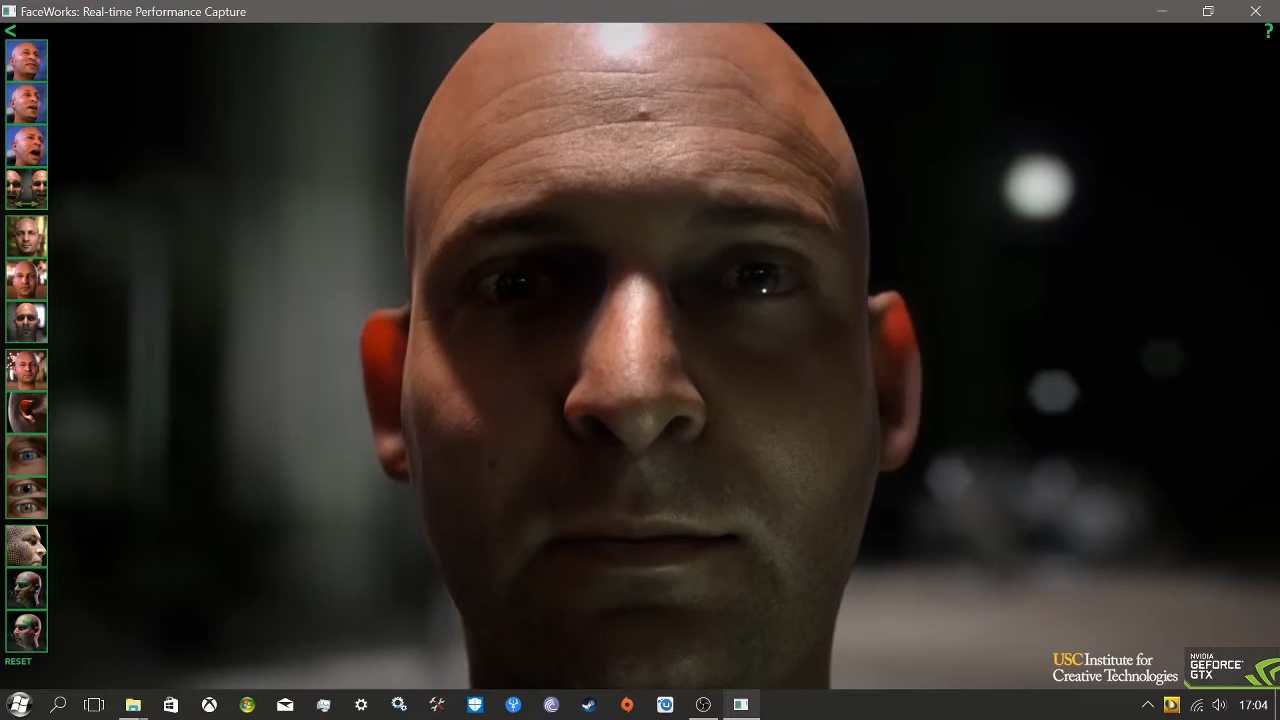 FaceWorks: Real-time Performance Capture
<
?
RESET
USC Institute for
Creative Technologies
NVIDIA
GEFORCE
GTX
17:04